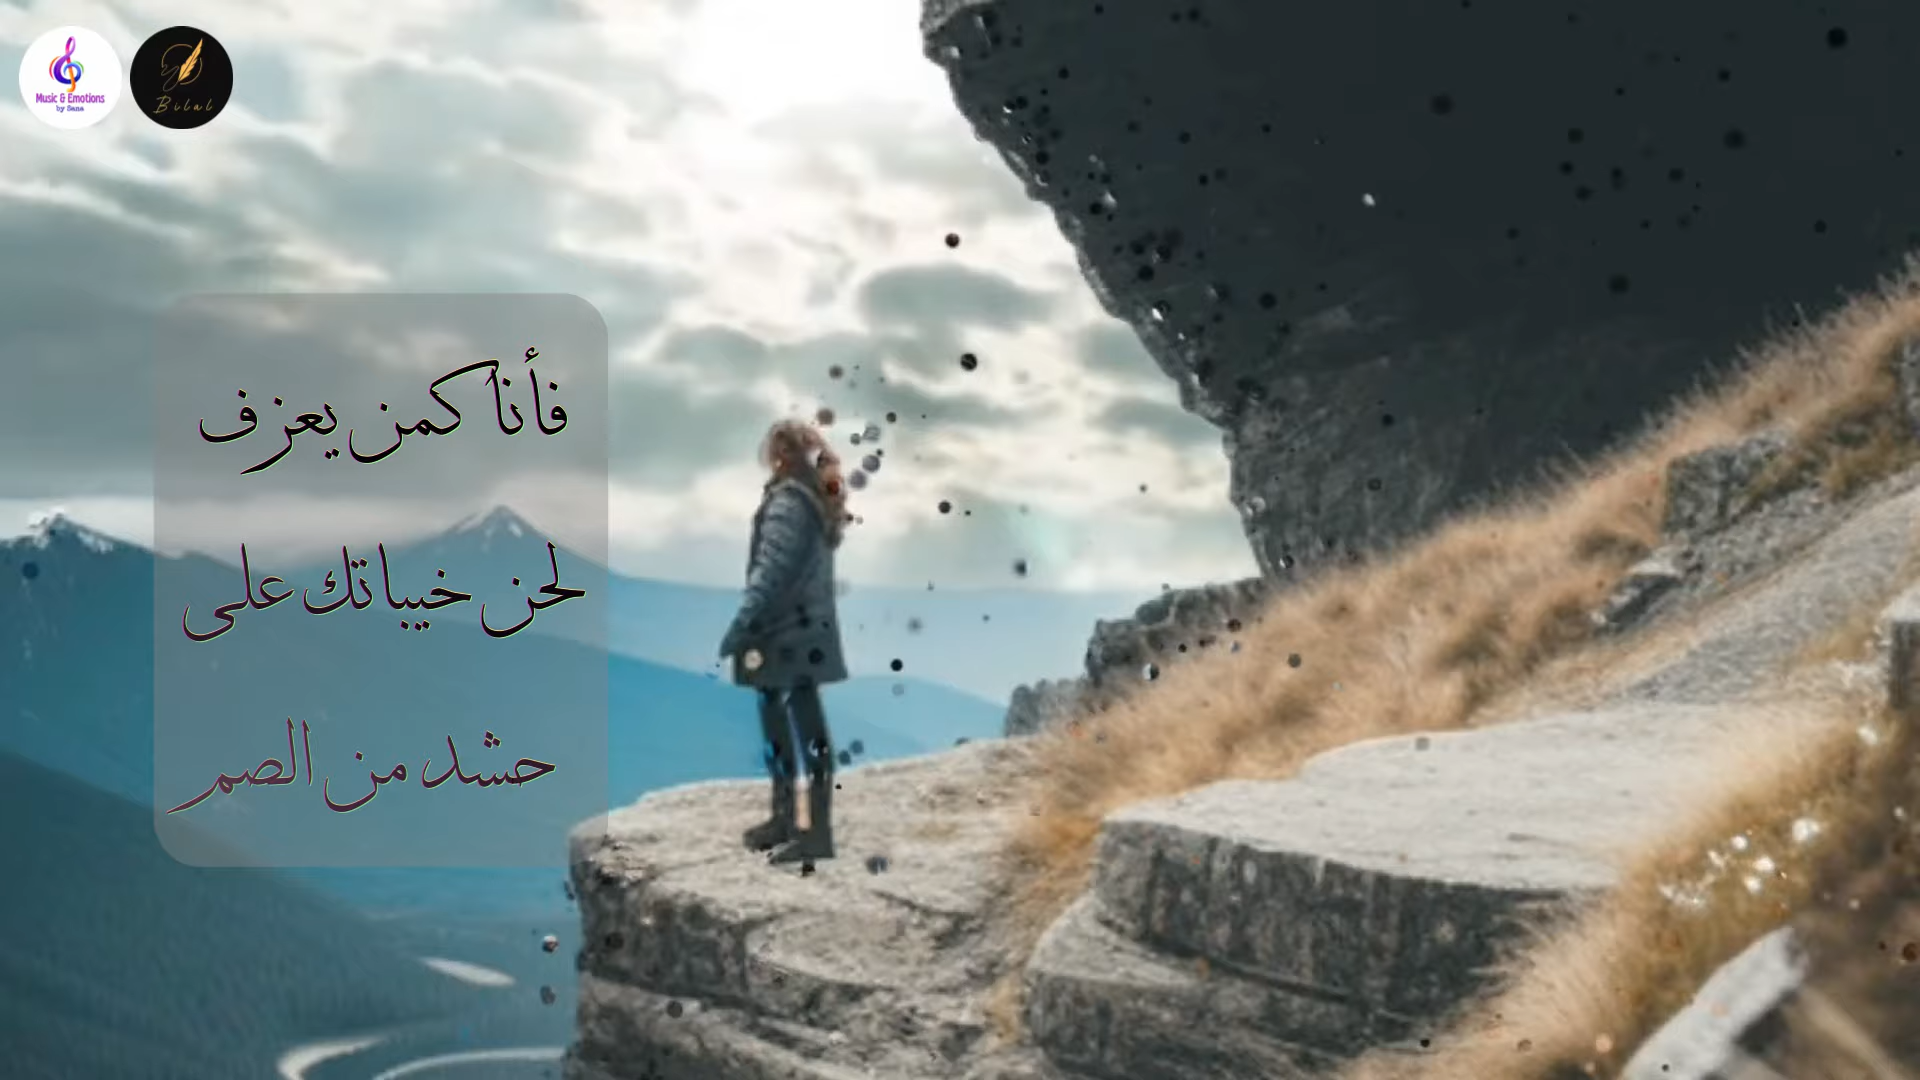 Music & Emotions
by Sana
Bilal
فأنا كمن يعزف
لحن خيباتك على
حشد من الصم